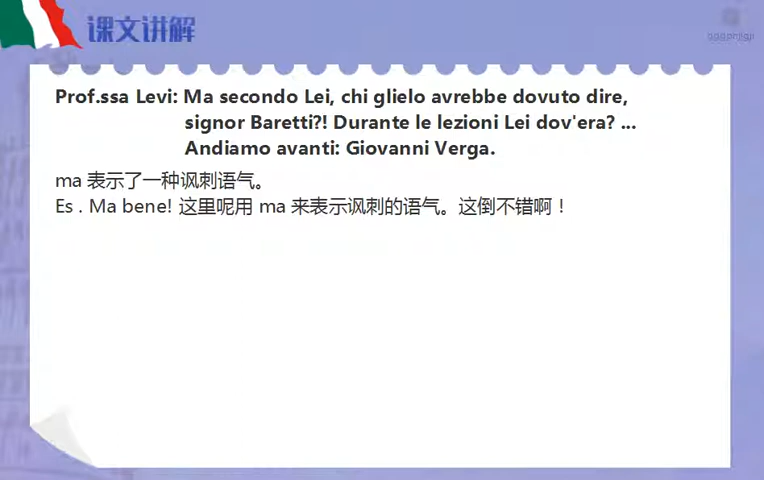 课文讲解
Prof.ssa Levi: Ma secondo Lei, chi glielo avrebbe dovuto dire,
signor Baretti?! Durante le lezioni Lei dov'era? ...
Andiamo avanti: Giovanni Verga.
ma 表示了一种讽刺语气。
Es . Ma bene! 这里呢用 ma 来表示讽刺的语气。这倒不错啊！